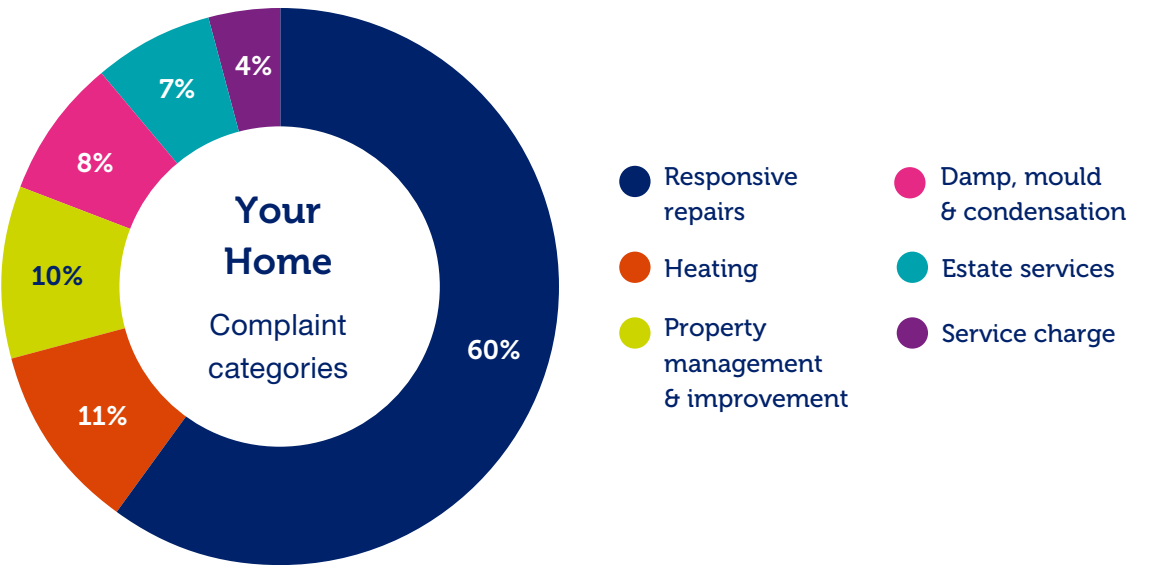 4%
7%
8%
10%
11%
60%
Your
Home
Complaint
categories
Responsive
repairs
Heating
Property
management
& improvement
Damp, mould
& condensation
Estate services
Service charge